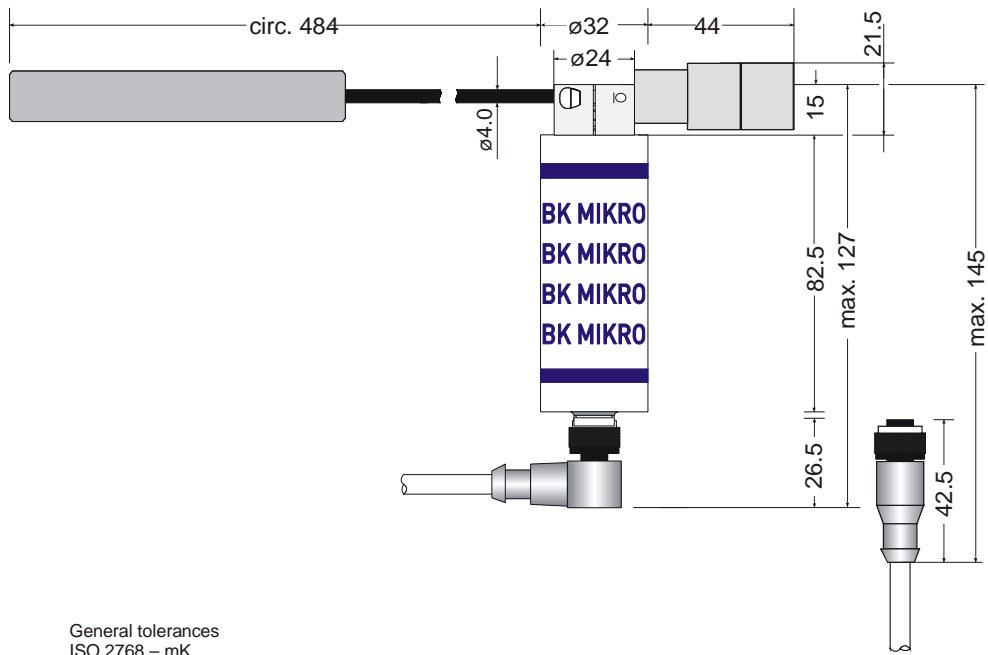 circ. 484
ø32
44
21.5
ø24
15
ø4.0
BK MIKRO
BK MIKRO
BK MIKRO
BK MIKRO
82.5
max. 127
max. 145
26.5
42.5
General tolerances
ISO 2768 – mK